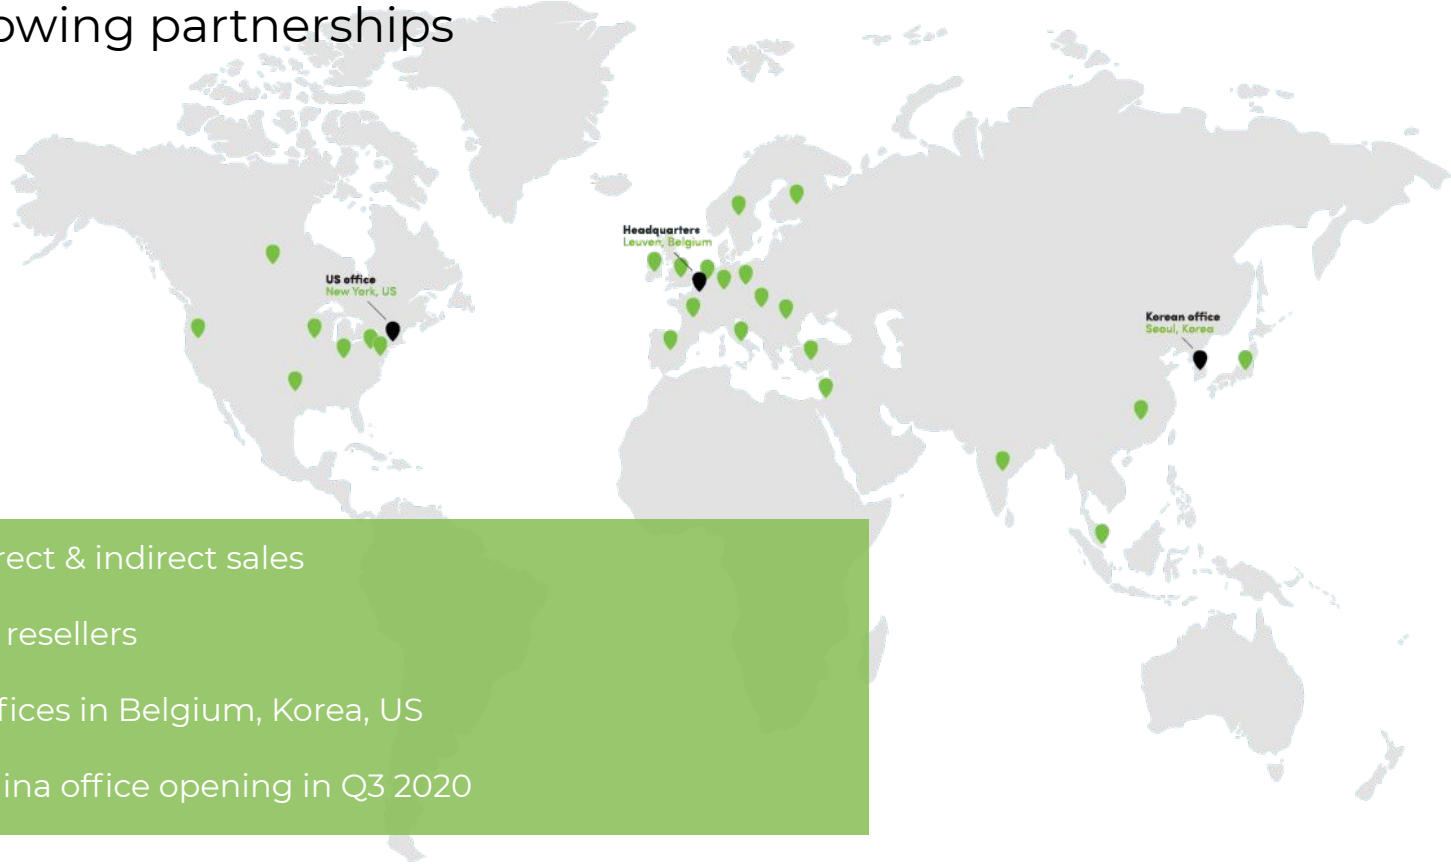 owing partnerships
Headquarters
Leuven, Belgium
US office
New York, US
Korean office
Seoul, Korea
rect & indirect sales
resellers
fices in Belgium, Korea, US
ina office opening in Q3 2020